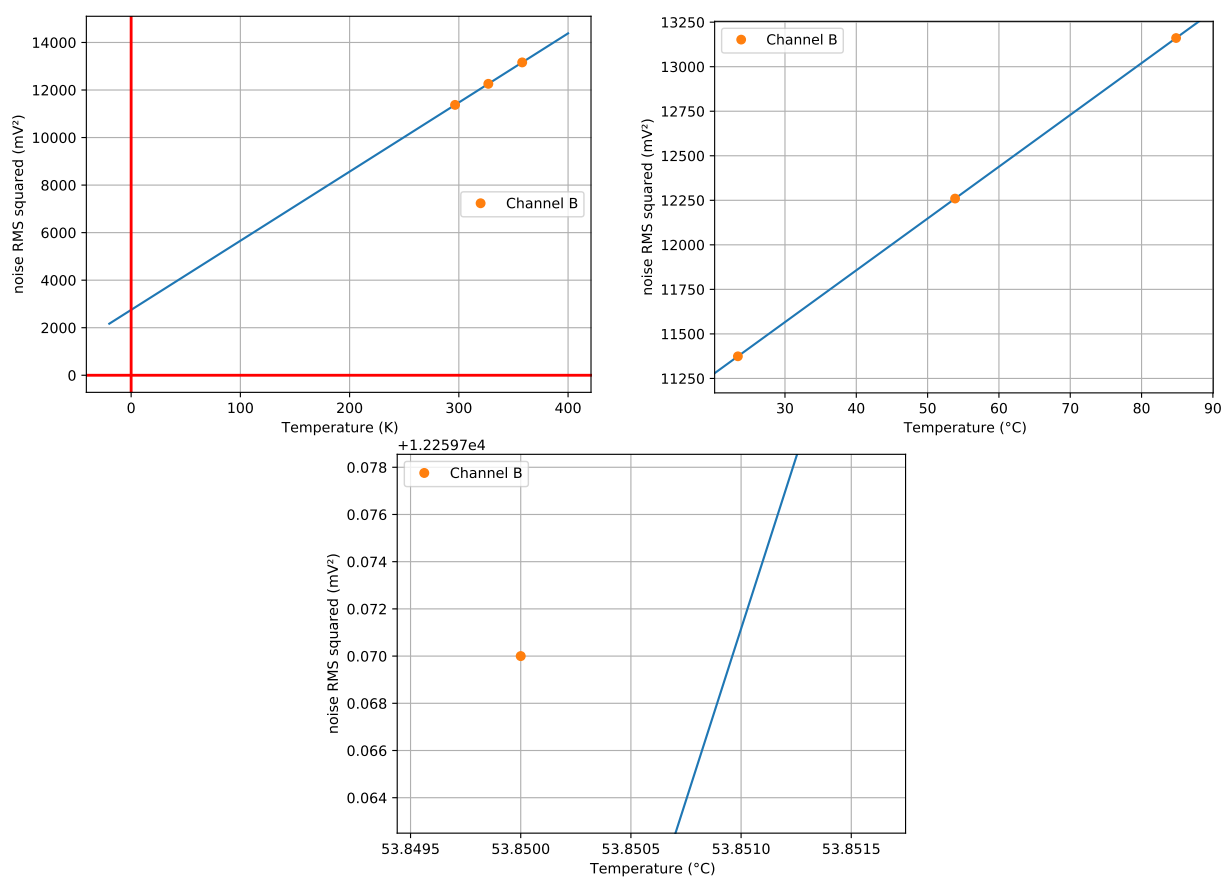 14000
12000
10000
8000
6000
4000
2000
0
noise RMS squared (mV²)
Channel B
0 100 200 300 400
Temperature (K)
13250
13000
12750
12500
12250
12000
11750
11500
11250
noise RMS squared (mV²)
Channel B
30 40 50 60 70 80 90
Temperature (°C)
+1.22597e4
0.078
0.076
0.074
0.072
0.070
0.068
0.066
0.064
noise RMS squared (mV²)
Channel B
53.8495 53.8500 53.8505 53.8510 53.8515
Temperature (°C)